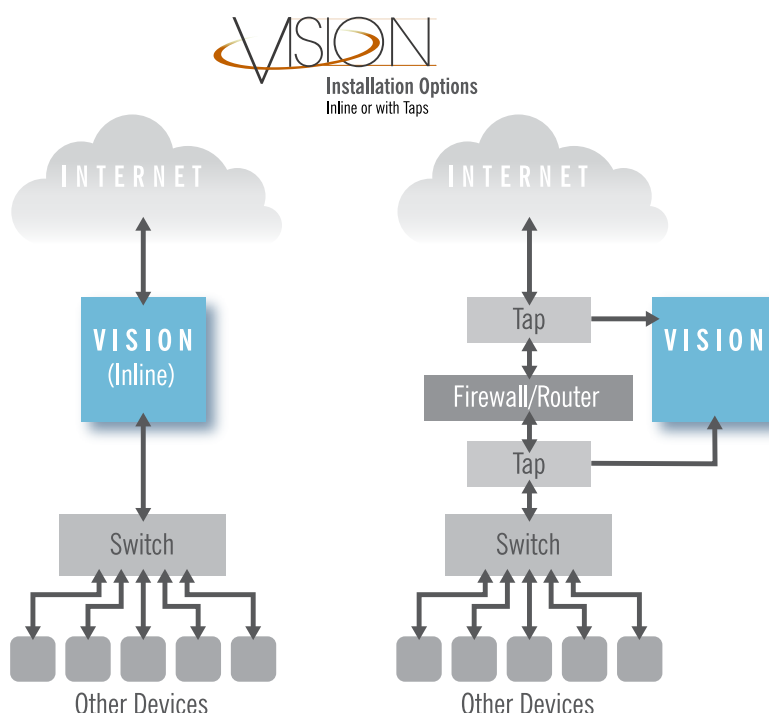 VISION
Installation Options
Inline or with Taps
INTERNET
VISION
(Inline)
Switch
Other Devices
INTERNET
Tap
Firewall/Router
Tap
VISION
Switch
Other Devices